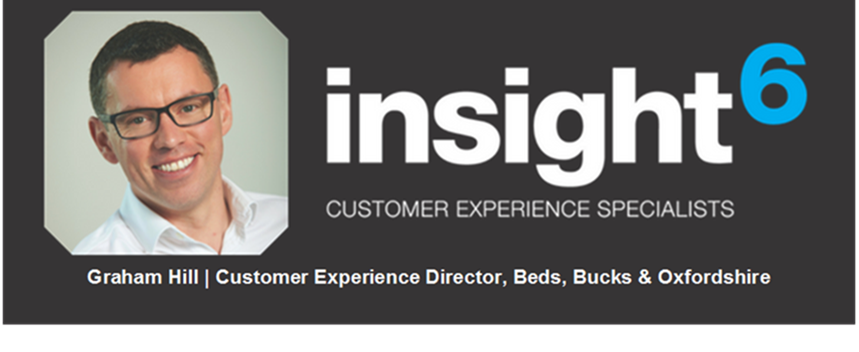 insight6
CUSTOMER EXPERIENCE SPECIALISTS
Graham Hill | Customer Experience Director, Beds, Bucks & Oxfordshire